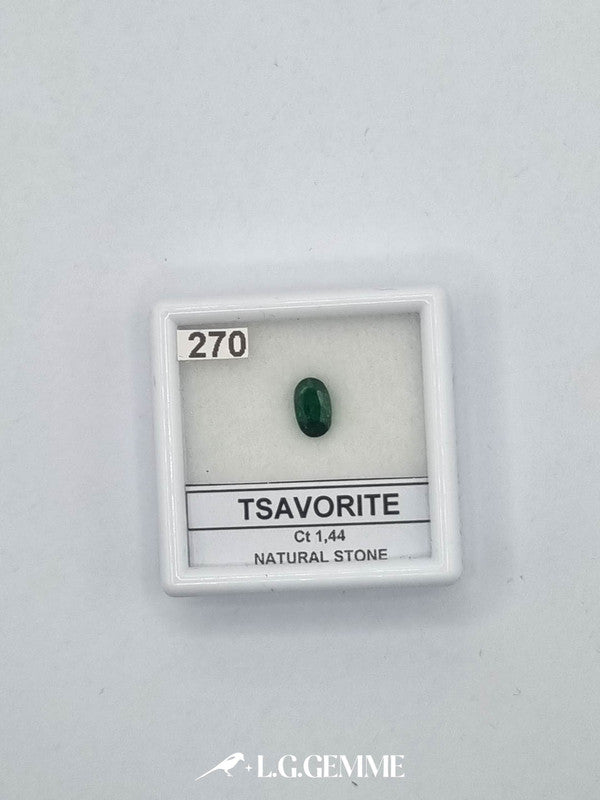 270
TSAVORITE
Ct 1,44
NATURAL STONE
L.G.GEMME